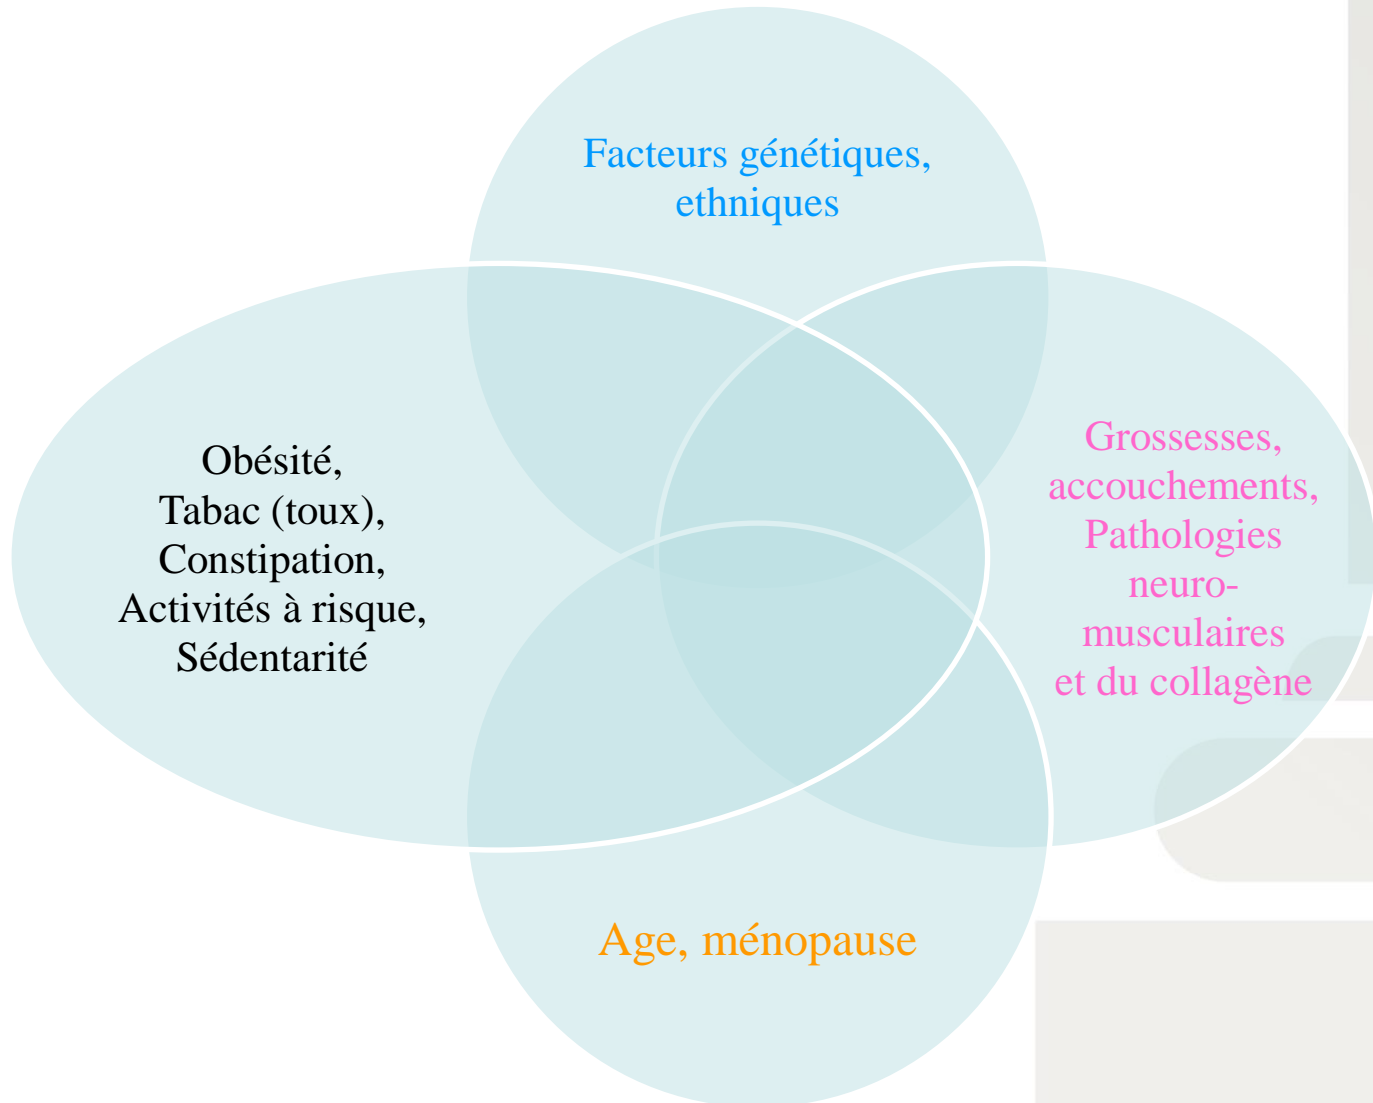 Facteurs génétiques,
ethniques
Obésité,
Tabac (toux),
Constipation,
Activités à risque,
Sédentarité
Grossesses,
accouchements,
Pathologies
neuro-
musculaires
et du collagène
Age, ménopause